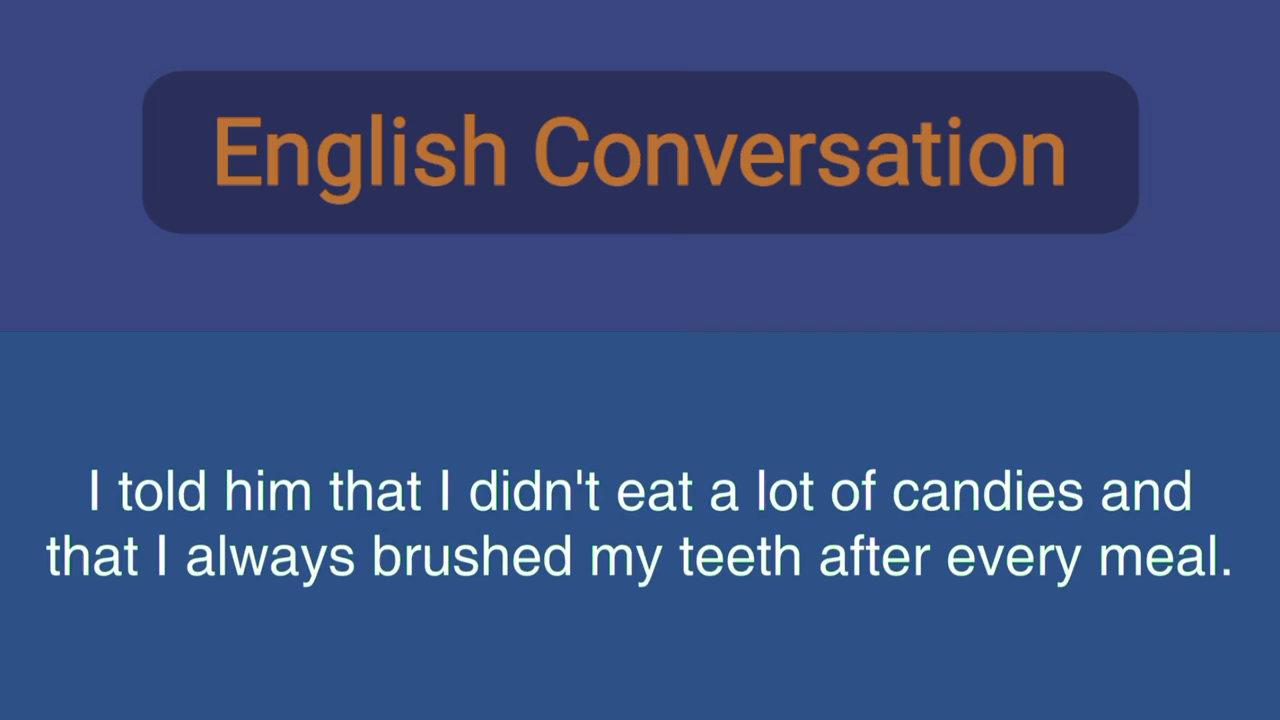 English Conversation
I told him that I didn't eat a lot of candies and
that I always brushed my teeth after every meal.